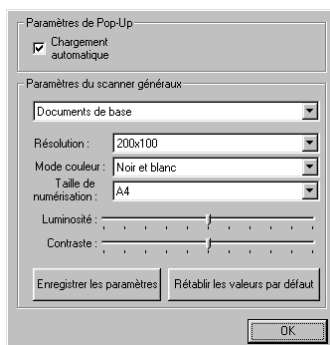 Paramètres de Pop-Up
Chargement
automatique
Paramètres du scanner généraux
Documents de base
Résolution : 200x100
Mode couleur : Noir et blanc
Taille de
numérisation : A4
Luminosité :
Contraste :
Enregistrer les paramètres Rétablir les valeurs par défaut
OK